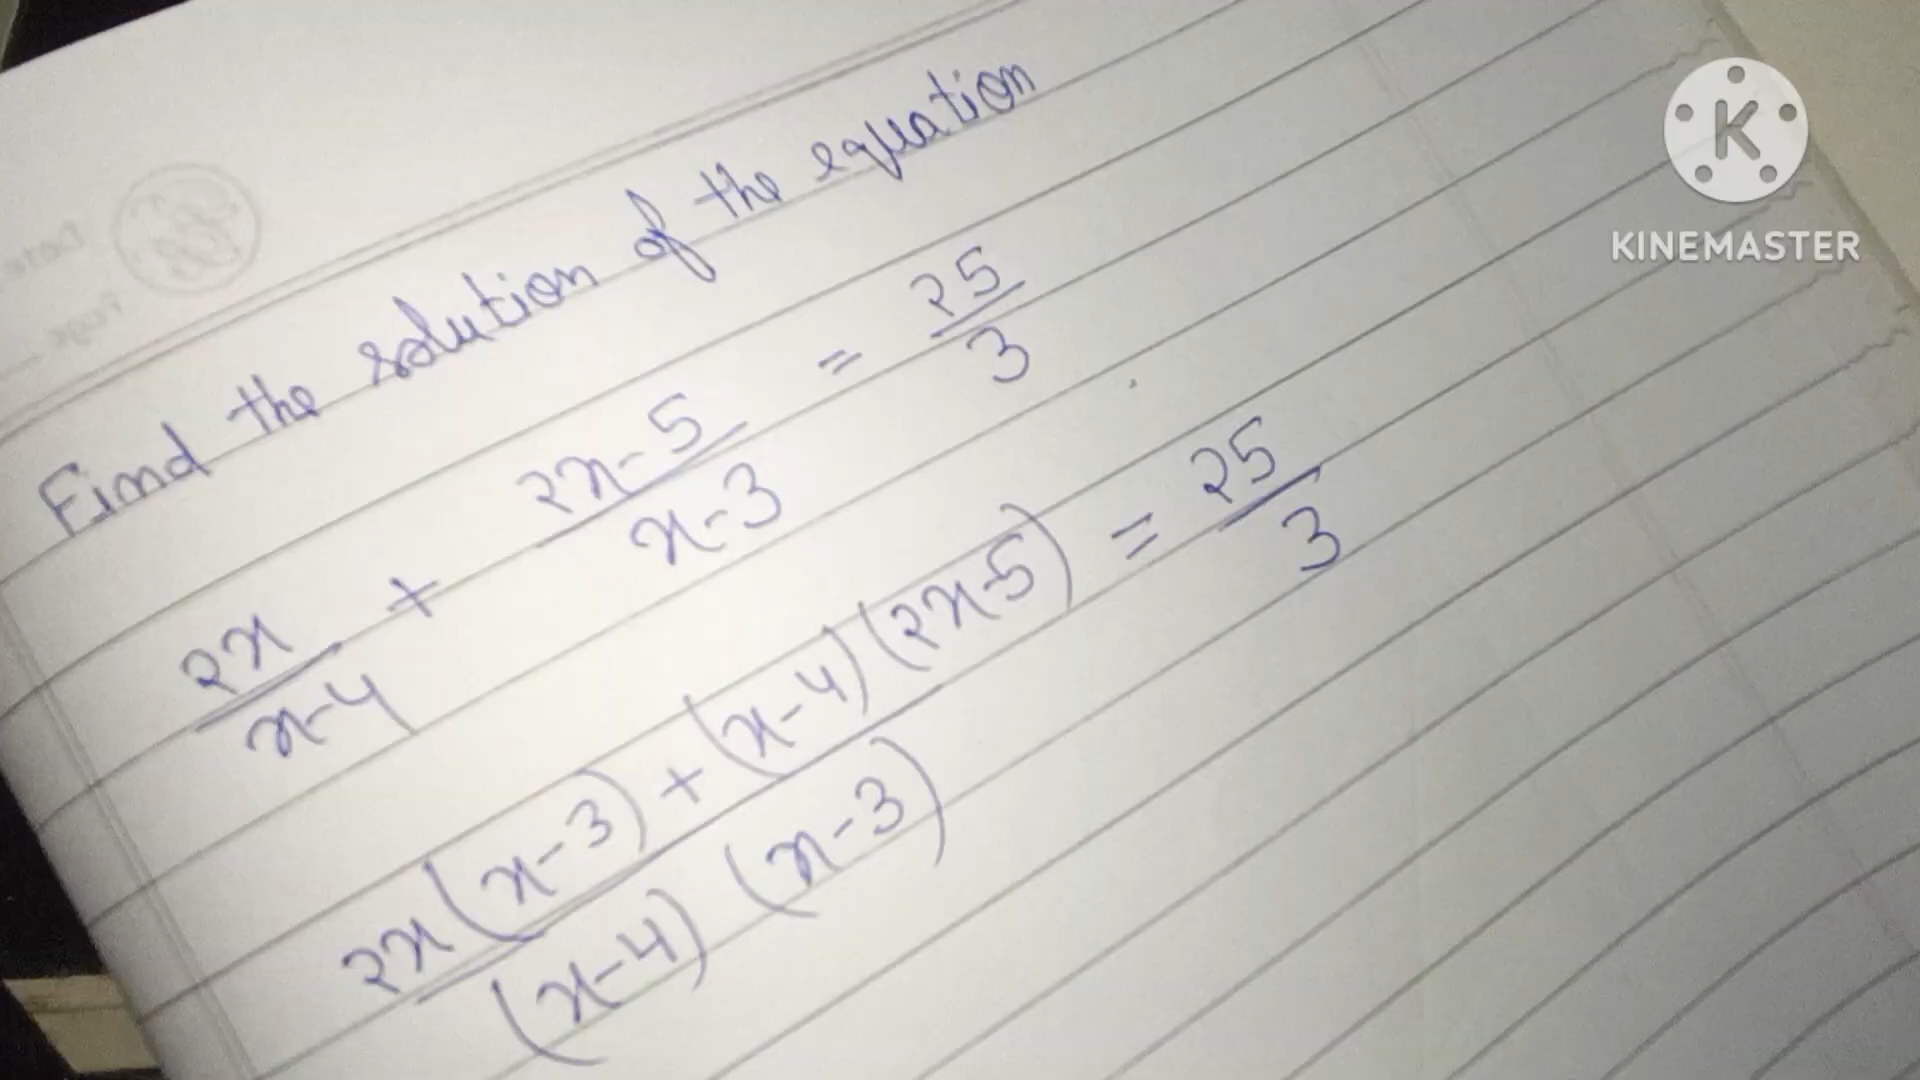 Find the solution of the equation
2x/x-4 + 2x-5/x-3 = 25/3
2x(x-3)+(x-4)(2x-5)/(x-4)(x-3) = 25/3
KINEMASTER